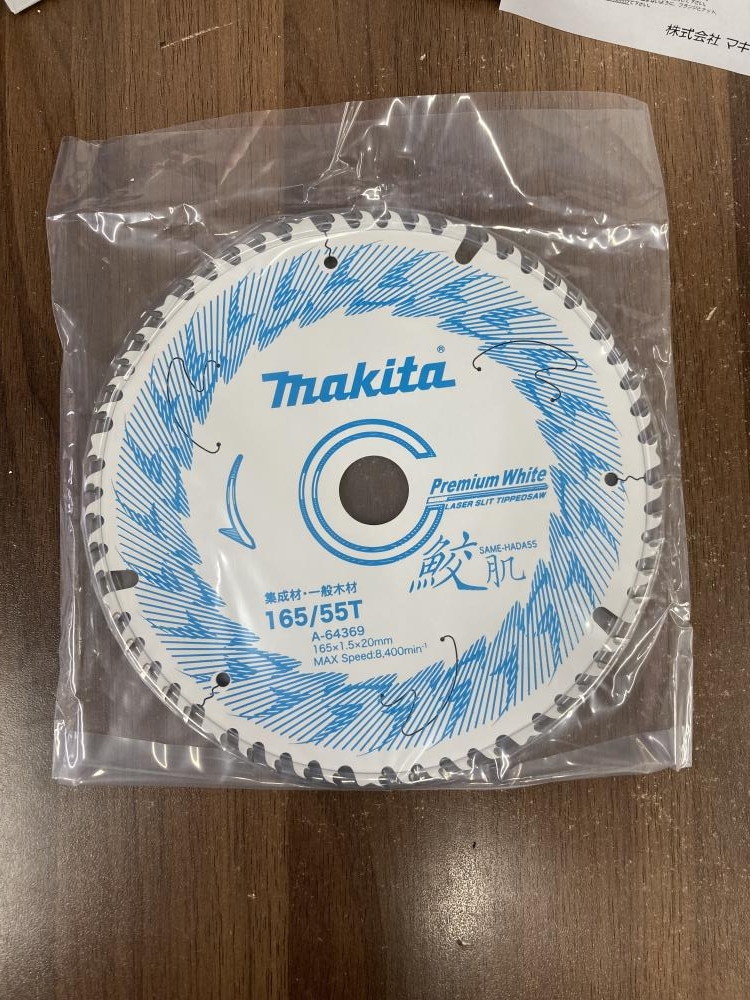 株式会社 マキ
makita®
Premium White
LASER SLIT TIPPEDSAW
鮫肌
SAME-HADA55
集成材・一般木材
165/55T
A-64369
165×1.5×20mm
MAX Speed:8,400min⁻¹